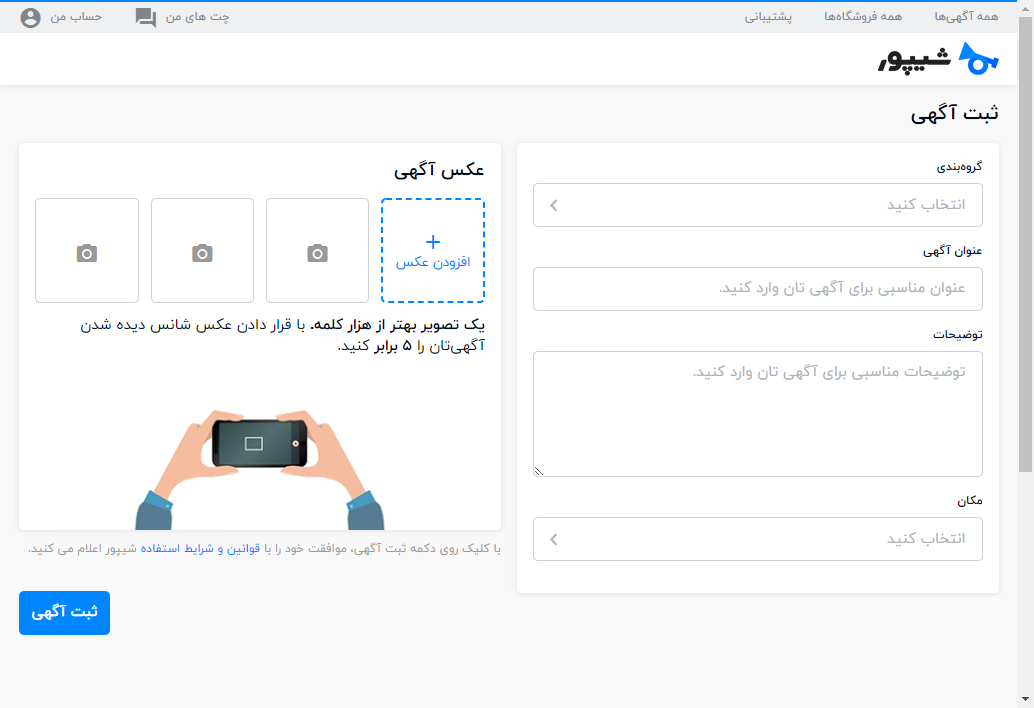 همه آگهی‌ها
همه فروشگاه‌ها
پشتیبانی
چت های من
حساب من
شیپور
ثبت آگهی
گروه‌بندی
انتخاب کنید
عنوان آگهی
عنوان مناسبی برای آگهی تان وارد کنید.
توضیحات
توضیحات مناسبی برای آگهی تان وارد کنید.
مکان
انتخاب کنید
عکس آگهی
+
افزودن عکس
یک تصویر بهتر از هزار کلمه. با قرار دادن عکس شانس دیده شدن
آگهی‌تان را ۵ برابر کنید.
با کلیک روی دکمه ثبت آگهی، موافقت خود را با قوانین و شرایط استفاده شیپور اعلام می کنید.
ثبت آگهی